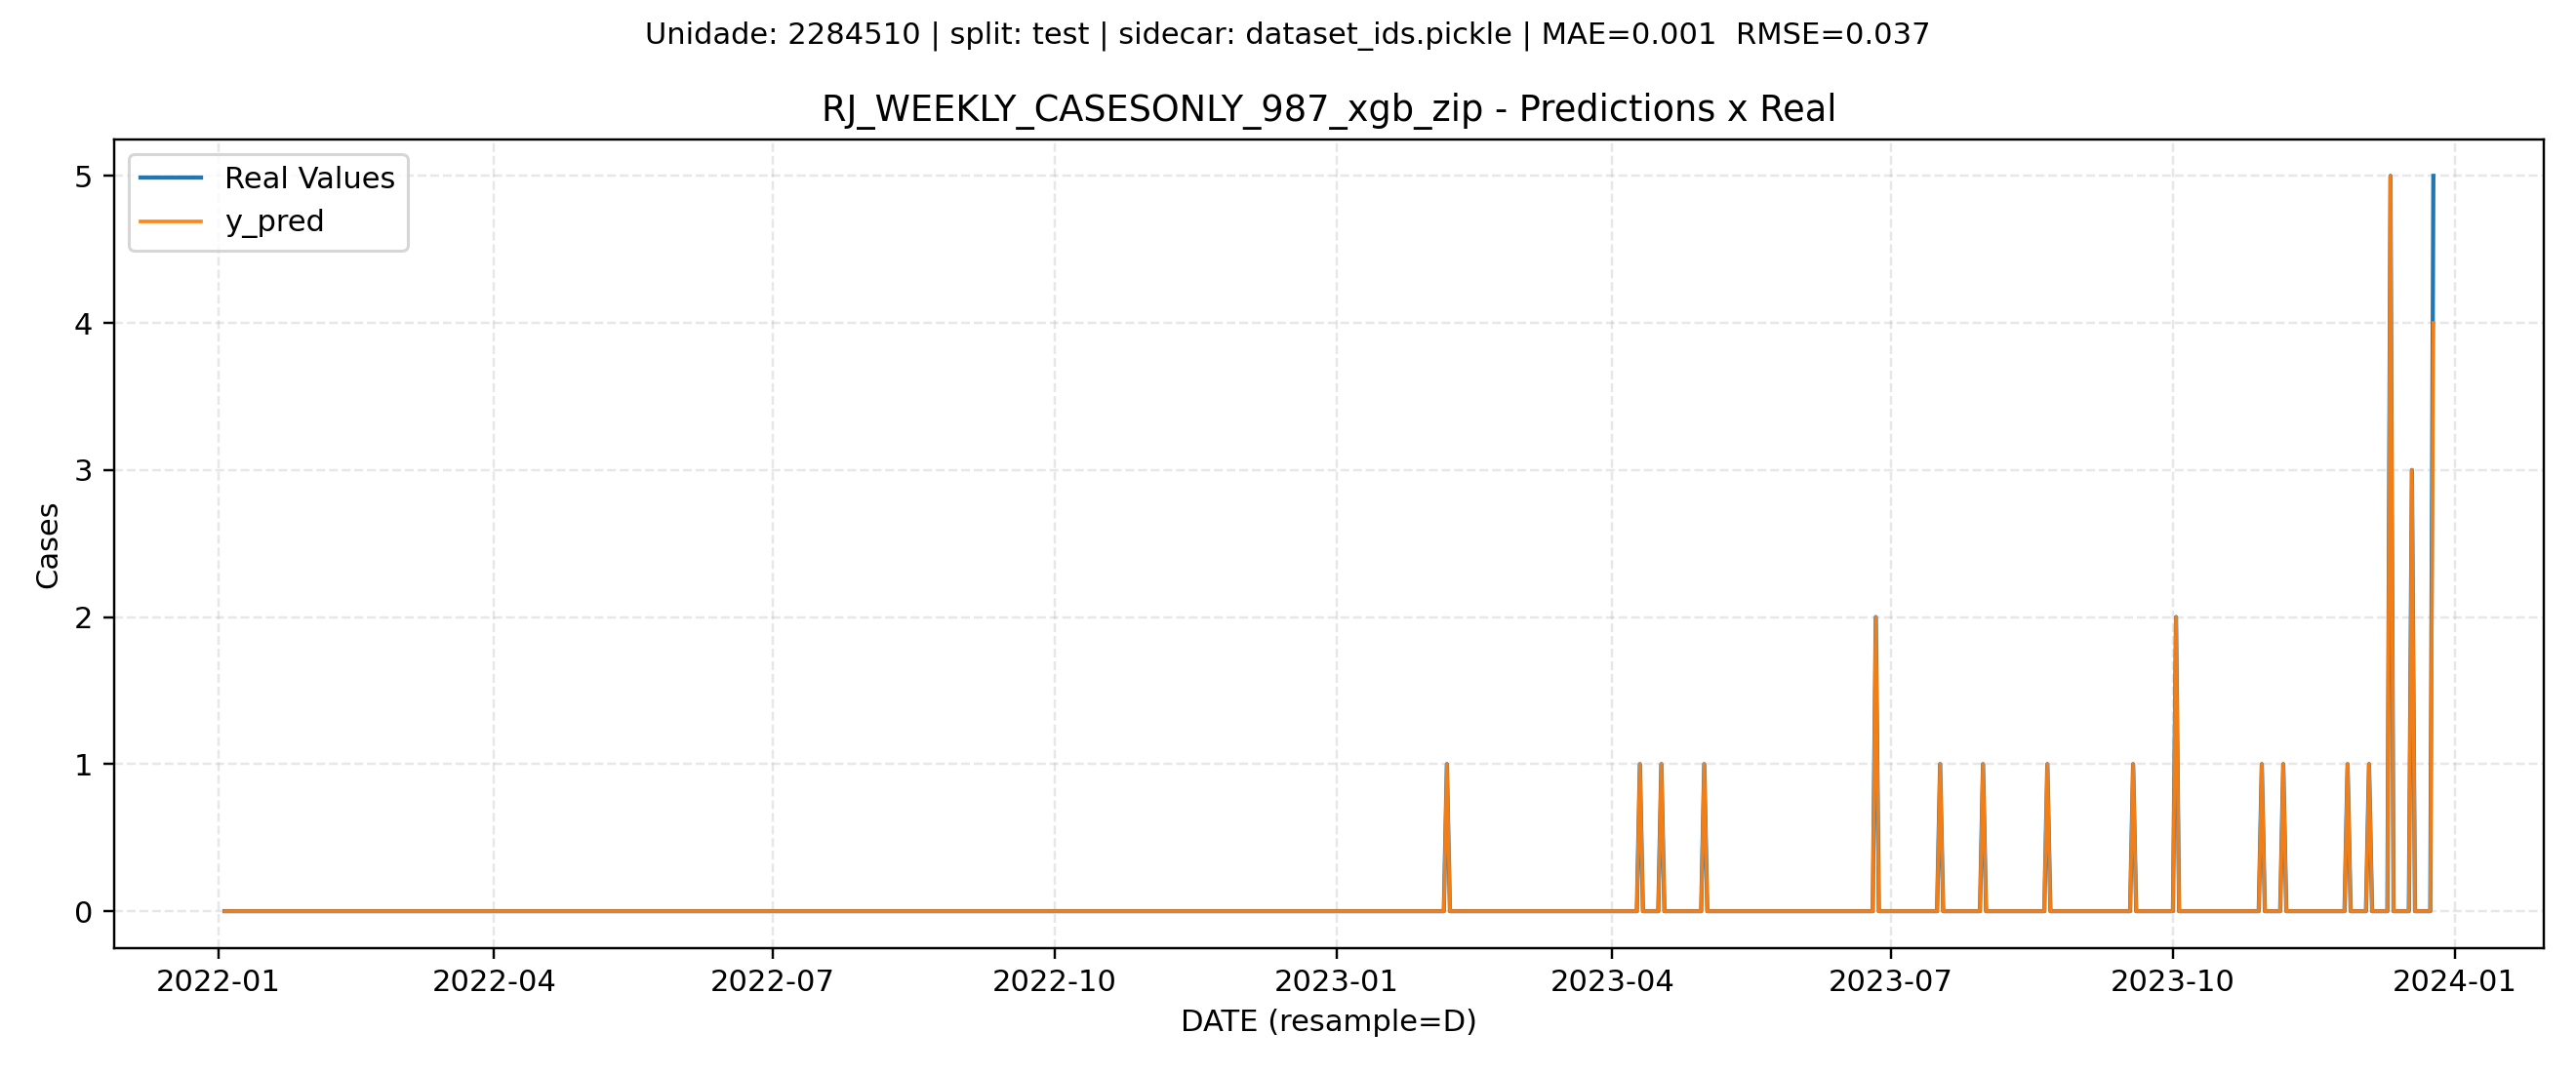 Unidade: 2284510 | split: test | sidecar: dataset_ids.pickle | MAE=0.001  RMSE=0.037
RJ_WEEKLY_CASESONLY_987_xgb_zip - Predictions x Real
Real Values
y_pred
5
4
3
2
1
0
Cases
2022-01 2022-04 2022-07 2022-10 2023-01 2023-04 2023-07 2023-10 2024-01
DATE (resample=D)